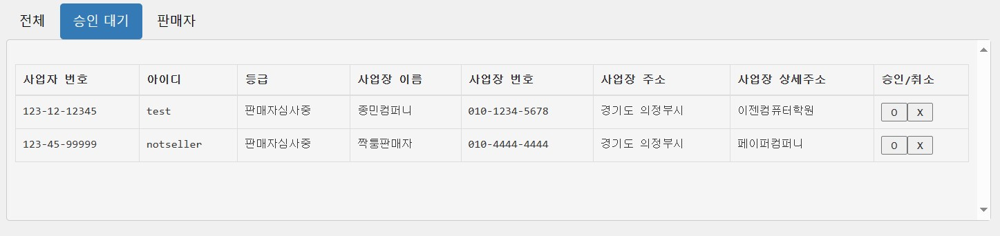 전체 승인 대기 판매자
사업자 번호 아이디 등급 사업장 이름 사업장 번호 사업장 주소 사업장 상세주소 승인/취소
123-12-12345 test 판매자심사중 종민컴퍼니 010-1234-5678 경기도 의정부시 이젠컴퓨터학원 O X
123-45-99999 notseller 판매자심사중 짝퉁판매자 010-4444-4444 경기도 의정부시 페이퍼컴퍼니 O X